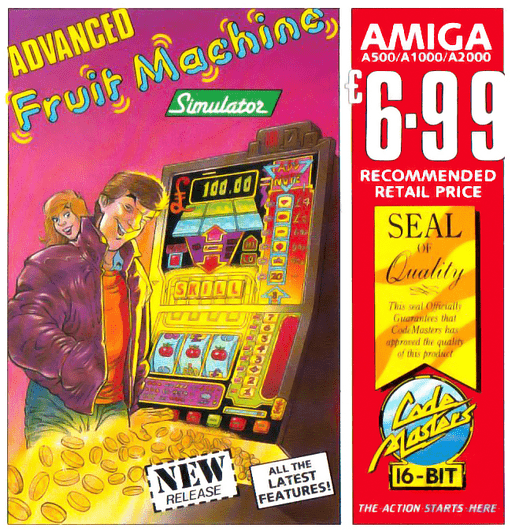 ADVANCED
Fruit Machine
Simulator
£
100.00
SKILL
NEW
RELEASE
ALL THE
LATEST
FEATURES!
AMIGA
A500/A1000/A2000
£6·99
RECOMMENDED
RETAIL PRICE
SEAL
OF
Quality
This seal Officially
Guarantees that
Code Masters has
approved the quality
of this product
Code
Masters
16-BIT
THE·ACTION·STARTS·HERE